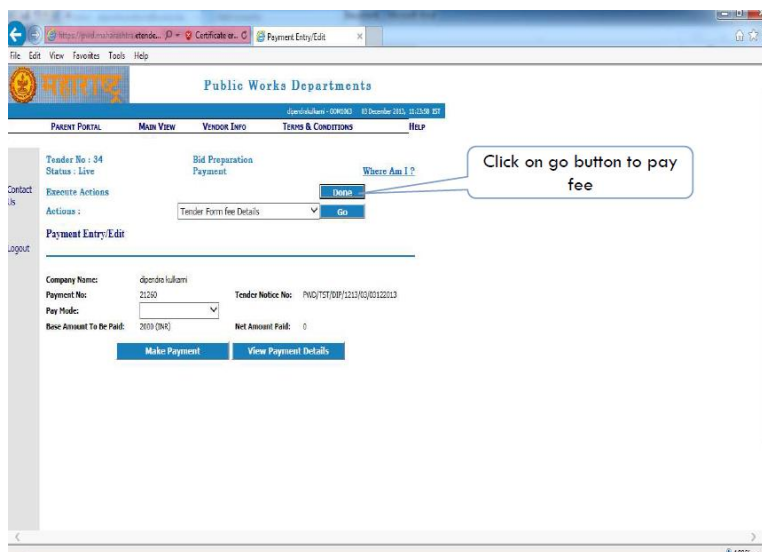 Certificate er... Payment Entry/Edit
File Edit View Favorites Tools Help
महाराष्ट्र Public Works Departments
PARENT PORTAL MAIN VIEW VENDOR INFO TERMS & CONDITIONS HELP
Tender No : 34 Bid Preparation
Status : Live Payment Where Am I ?
Contact Us
Execute Actions Done
Actions : Tender Form fee Details Go
Logout
Payment Entry/Edit
Company Name: dipendra kulkarni
Payment No: 21260 Tender Notice No: PWD/TST/DIP/1213/03/03122013
Pay Mode:
Base Amount To Be Paid: 2000 (INR) Net Amount Paid: 0
Make Payment View Payment Details
Click on go button to pay
fee